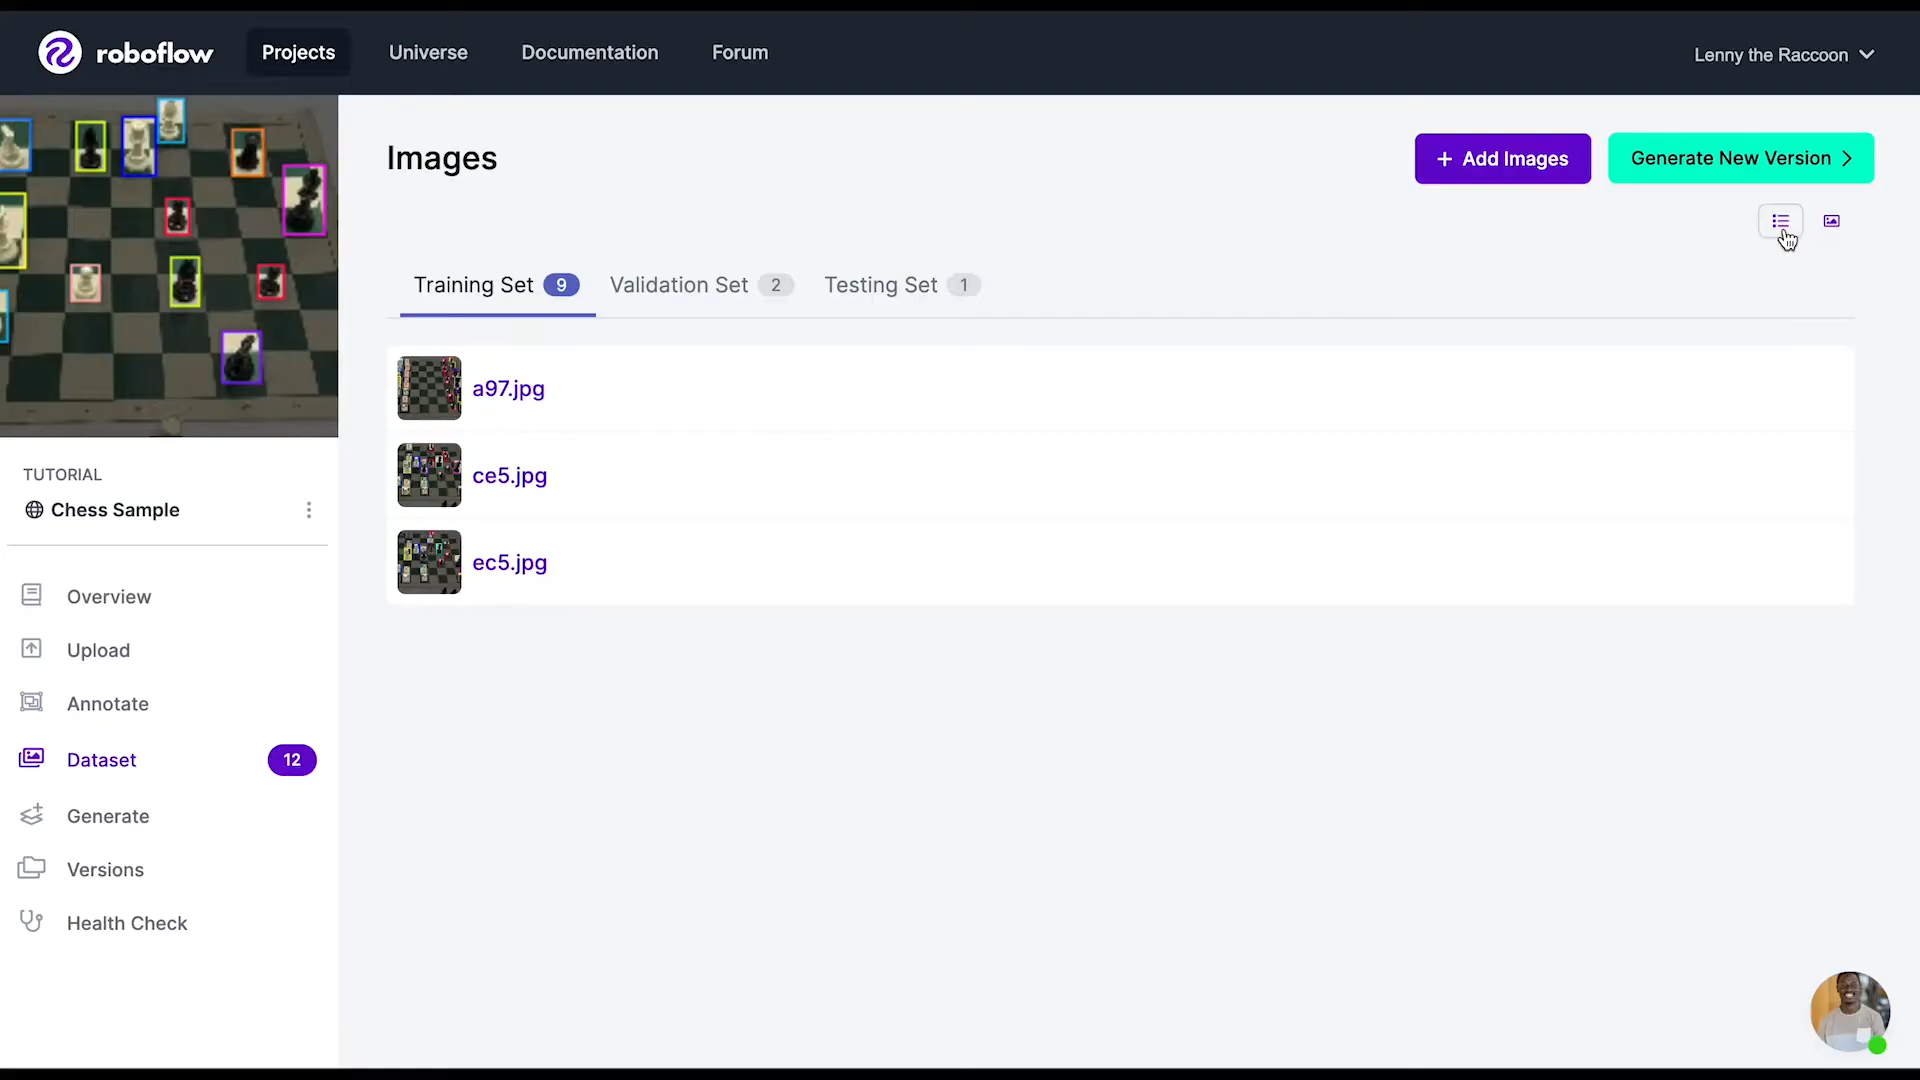 roboflow
Projects
Universe
Documentation
Forum
Lenny the Raccoon
Images
+ Add Images
Generate New Version
Training Set 9
Validation Set 2
Testing Set 1
a97.jpg
ce5.jpg
ec5.jpg
TUTORIAL
Chess Sample
Overview
Upload
Annotate
Dataset 12
Generate
Versions
Health Check